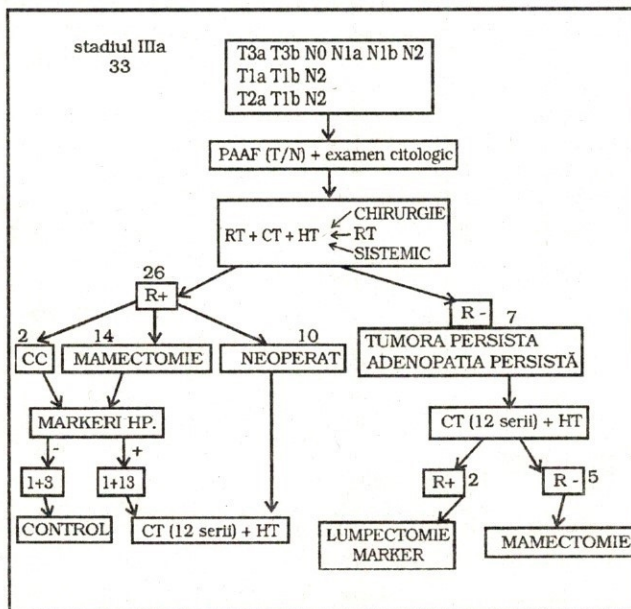 stadiul IIIa
33
T3a T3b N0 N1a N1b N2
T1a T1b N2
T2a T1b N2
PAAF (T/N) + examen citologic
RT + CT + HT
CHIRURGIE
RT
SISTEMIC
26
R+
R -
7
2
14
10
CC
MAMECTOMIE
NEOPERAT
TUMORA PERSISTA
ADENOPATIA PERSISTĂ
MARKERI HP.
CT (12 serii) + HT
-
+
1+3
1+13
R+
2
R -
5
CONTROL
CT (12 serii) + HT
LUMPECTOMIE
MARKER
MAMECTOMIE